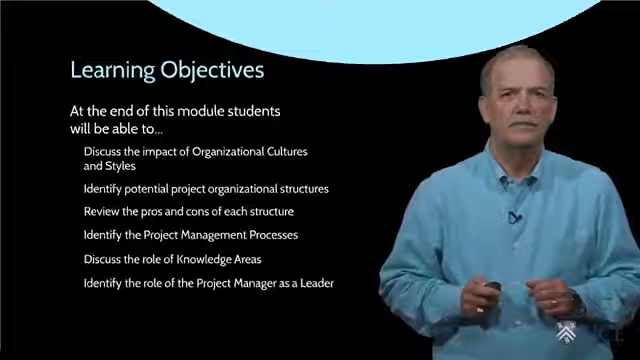 Learning Objectives
At the end of this module students
will be able to...
Discuss the impact of Organizational Cultures
and Styles
Identify potential project organizational structures
Review the pros and cons of each structure
Identify the Project Management Processes
Discuss the role of Knowledge Areas
Identify the role of the Project Manager as a Leader